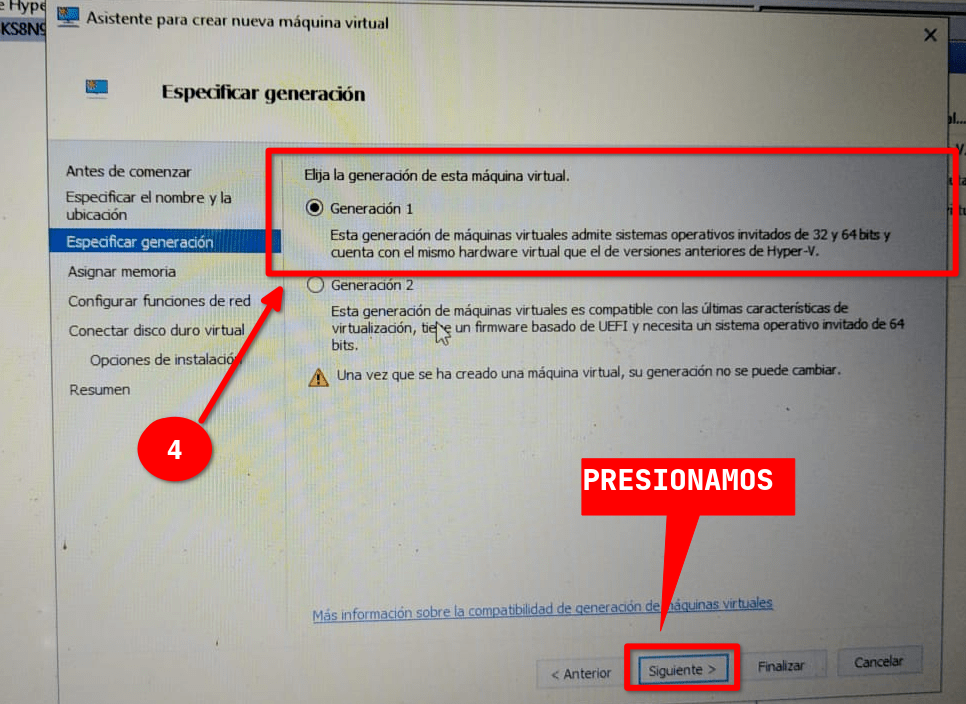 e Hype
KS8N9
Asistente para crear nueva máquina virtual
Especificar generación
Antes de comenzar
Especificar el nombre y la
ubicación
Especificar generación
Asignar memoria
Configurar funciones de red
Conectar disco duro virtual
Opciones de instalación
Resumen
Elija la generación de esta máquina virtual.
Generación 1
Esta generación de máquinas virtuales admite sistemas operativos invitados de 32 y 64 bits y
cuenta con el mismo hardware virtual que el de versiones anteriores de Hyper-V.
Generación 2
Esta generación de máquinas virtuales es compatible con las últimas características de
virtualización, tiene un firmware basado de UEFI y necesita un sistema operativo invitado de 64
bits.
Una vez que se ha creado una máquina virtual, su generación no se puede cambiar.
4
PRESIONAMOS
Más información sobre la compatibilidad de generación de máquinas virtuales
< Anterior
Siguiente >
Finalizar
Cancelar